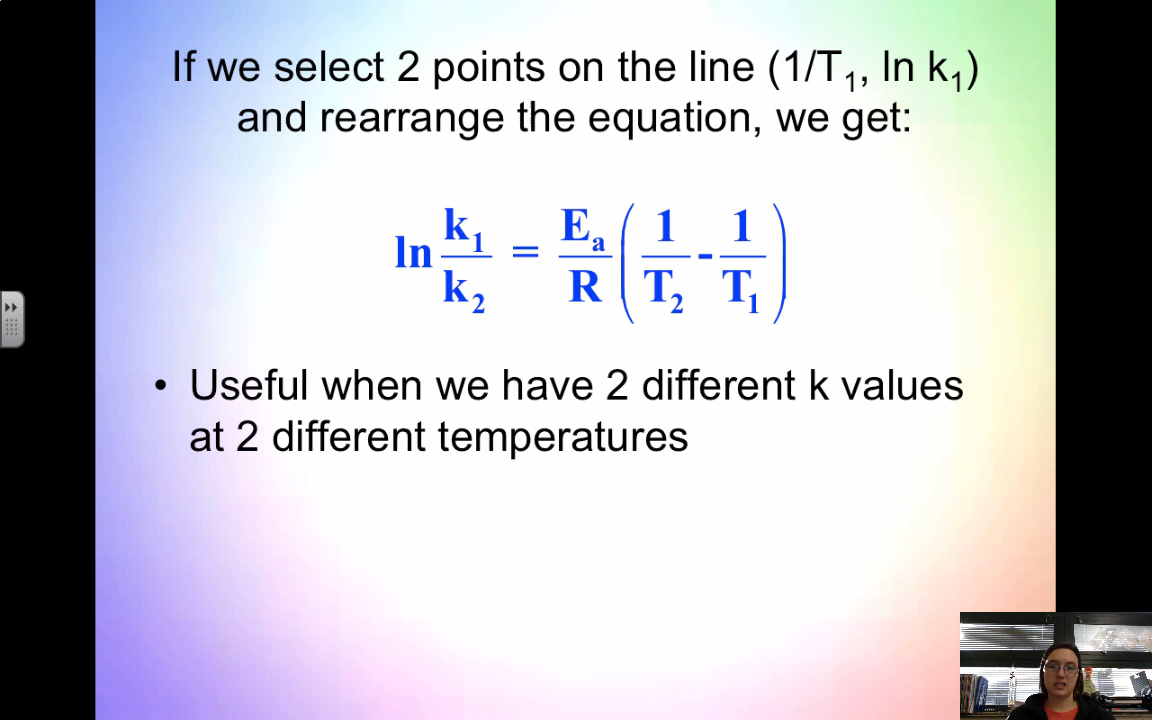 If we select 2 points on the line (1/T₁, ln k₁)
and rearrange the equation, we get:
ln k₁/k₂ = Eₐ/R (1/T₂ - 1/T₁)
• Useful when we have 2 different k values
at 2 different temperatures